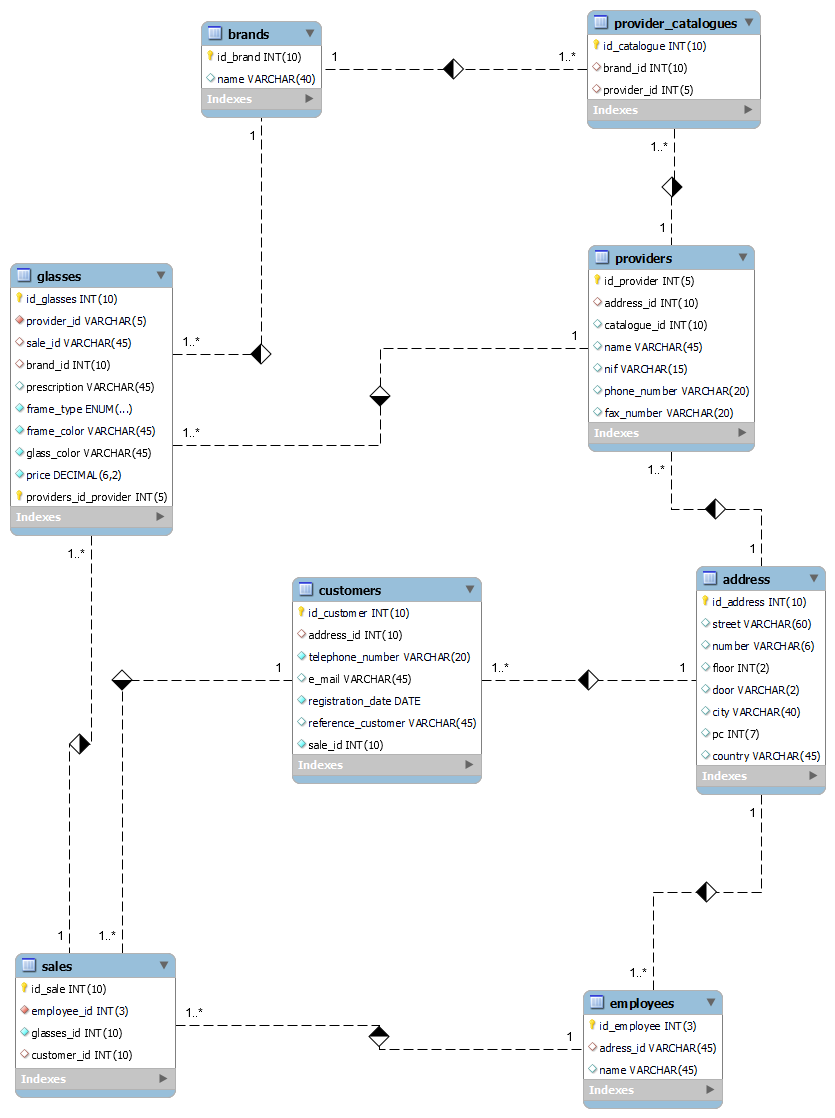 brands
id_brand INT(10)
name VARCHAR(40)
Indexes
1
1..*
provider_catalogues
id_catalogue INT(10)
brand_id INT(10)
provider_id INT(5)
Indexes
1
1..*
1
glasses
id_glasses INT(10)
provider_id VARCHAR(5)
sale_id VARCHAR(45)
brand_id INT(10)
prescription VARCHAR(45)
frame_type ENUM(...)
frame_color VARCHAR(45)
glass_color VARCHAR(45)
price DECIMAL(6,2)
providers_id_provider INT(5)
Indexes
1..*
1..*
1
providers
id_provider INT(5)
address_id INT(10)
catalogue_id INT(10)
name VARCHAR(45)
nif VARCHAR(15)
phone_number VARCHAR(20)
fax_number VARCHAR(20)
Indexes
1..*
1
1..*
customers
id_customer INT(10)
address_id INT(10)
telephone_number VARCHAR(20)
e_mail VARCHAR(45)
registration_date DATE
reference_customer VARCHAR(45)
sale_id INT(10)
Indexes
1
1..*
1
address
id_address INT(10)
street VARCHAR(60)
number VARCHAR(6)
floor INT(2)
door VARCHAR(2)
city VARCHAR(40)
pc INT(7)
country VARCHAR(45)
Indexes
1
1..*
1
1..*
sales
id_sale INT(10)
employee_id INT(3)
glasses_id INT(10)
customer_id INT(10)
Indexes
1..*
1
employees
id_employee INT(3)
adress_id VARCHAR(45)
name VARCHAR(45)
Indexes